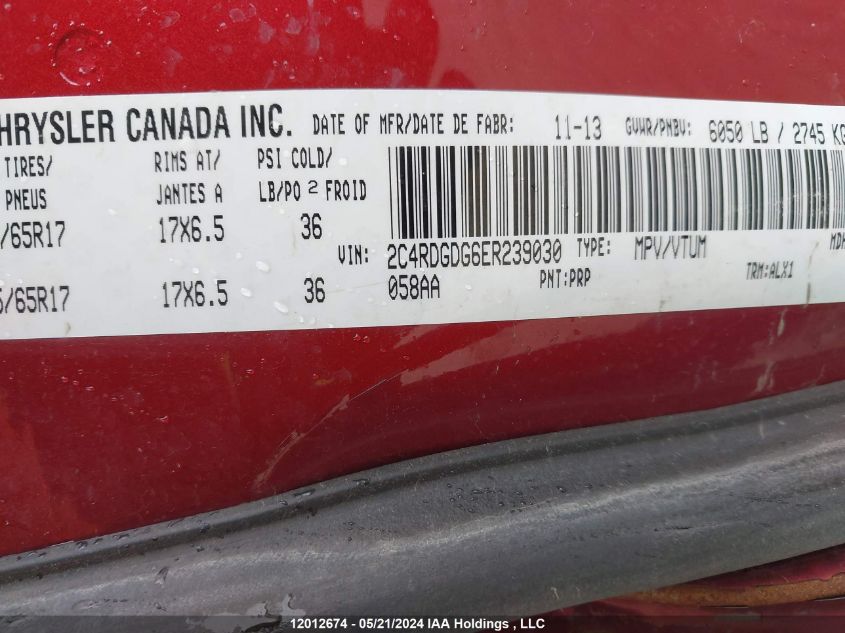 HRYSLER CANADA INC. DATE OF MFR/DATE DE FABR: 11-13 GVWR/PNBV: 6050 LB / 2745 KG
TIRES/ RIMS AT/ PSI COLD/
PNEUS JANTES A LB/PO 2 FROID
/65R17 17X6.5 36
VIN: 2C4RDGDG6ER239030 TYPE: MPV/VTUM MDH
5/65R17 17X6.5 36 058AA PNT:PRP TRM:ALX1
12012674 - 05/21/2024 IAA Holdings , LLC